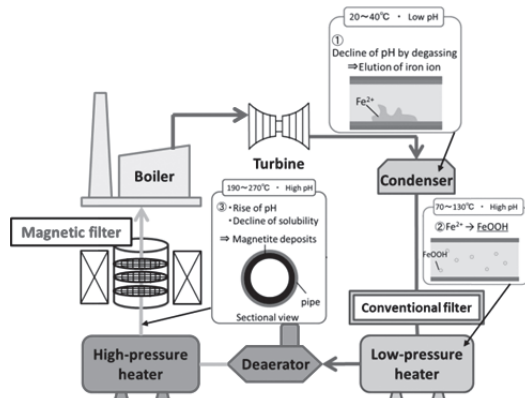 20～40℃ ・ Low pH
①
Decline of pH by degassing
⇒Elution of iron ion
Fe²⁺
Turbine
Boiler
Condenser
190～270℃ ・ High pH
③ ・Rise of pH
・Decline of solubility
⇒ Magnetite deposits
pipe
Sectional view
70～130℃ ・ High pH
②Fe²⁺→ FeOOH
FeOOH
Magnetic filter
Conventional filter
High-pressure
heater
Deaerator
Low-pressure
heater